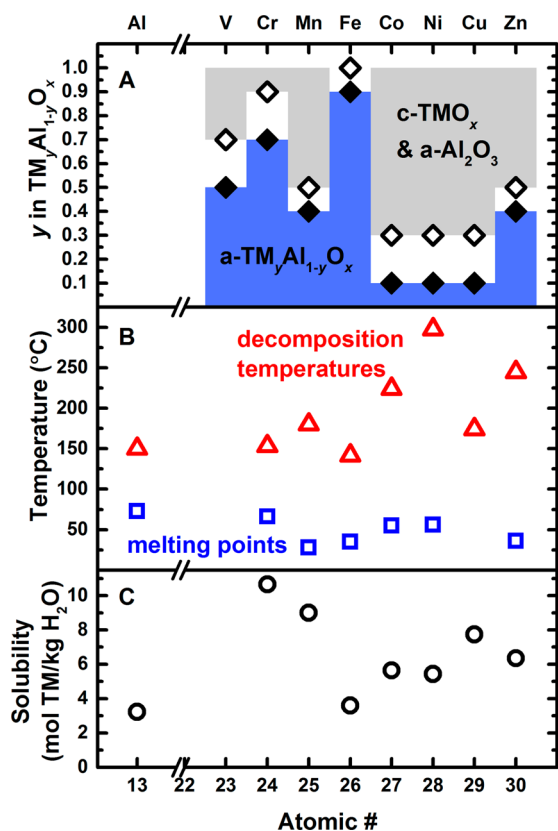 Al V Cr Mn Fe Co Ni Cu Zn
A
y in TMyAl1-yOx
1.0
0.9
0.8
0.7
0.6
0.5
0.4
0.3
0.2
0.1
c-TMOx
& a-Al2O3
a-TMyAl1-yOx
B
Temperature (°C)
300
250
200
150
100
50
decomposition
temperatures
melting points
C
Solubility
(mol TM/kg H2O)
10
8
6
4
2
0
13 22 23 24 25 26 27 28 29 30
Atomic #